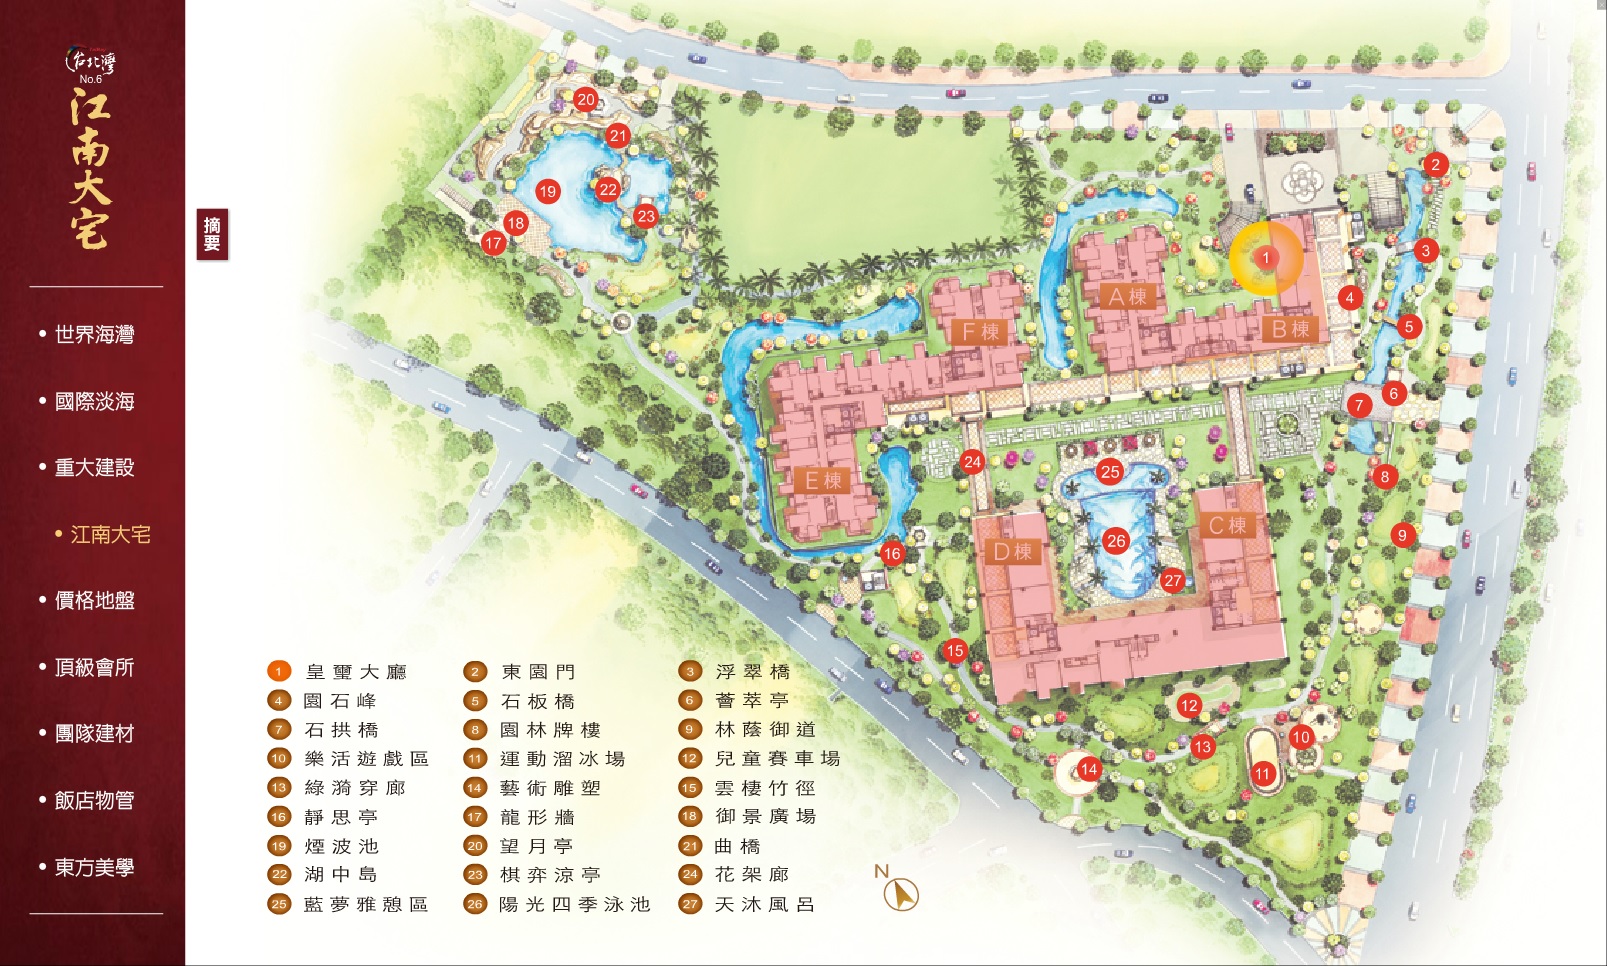 台北灣
No.6
江南大宅
世界海灣
國際淡海
重大建設
江南大宅
價格地盤
頂級會所
團隊建材
飯店物管
東方美學
摘要
20
21
19
22
23
18
17
2
1
3
4
5
6
7
8
9
A棟
B棟
F棟
E棟
D棟
C棟
24
25
26
27
16
15
14
13
12
11
10
1 皇璽大廳
2 東園門
3 浮翠橋
4 園石峰
5 石板橋
6 薈萃亭
7 石拱橋
8 園林牌樓
9 林蔭御道
10 樂活遊戲區
11 運動溜冰場
12 兒童賽車場
13 綠漪穿廊
14 藝術雕塑
15 雲棲竹徑
16 靜思亭
17 龍形牆
18 御景廣場
19 煙波池
20 望月亭
21 曲橋
22 湖中島
23 棋弈涼亭
24 花架廊
25 藍夢雅憩區
26 陽光四季泳池
27 天沐風呂
N